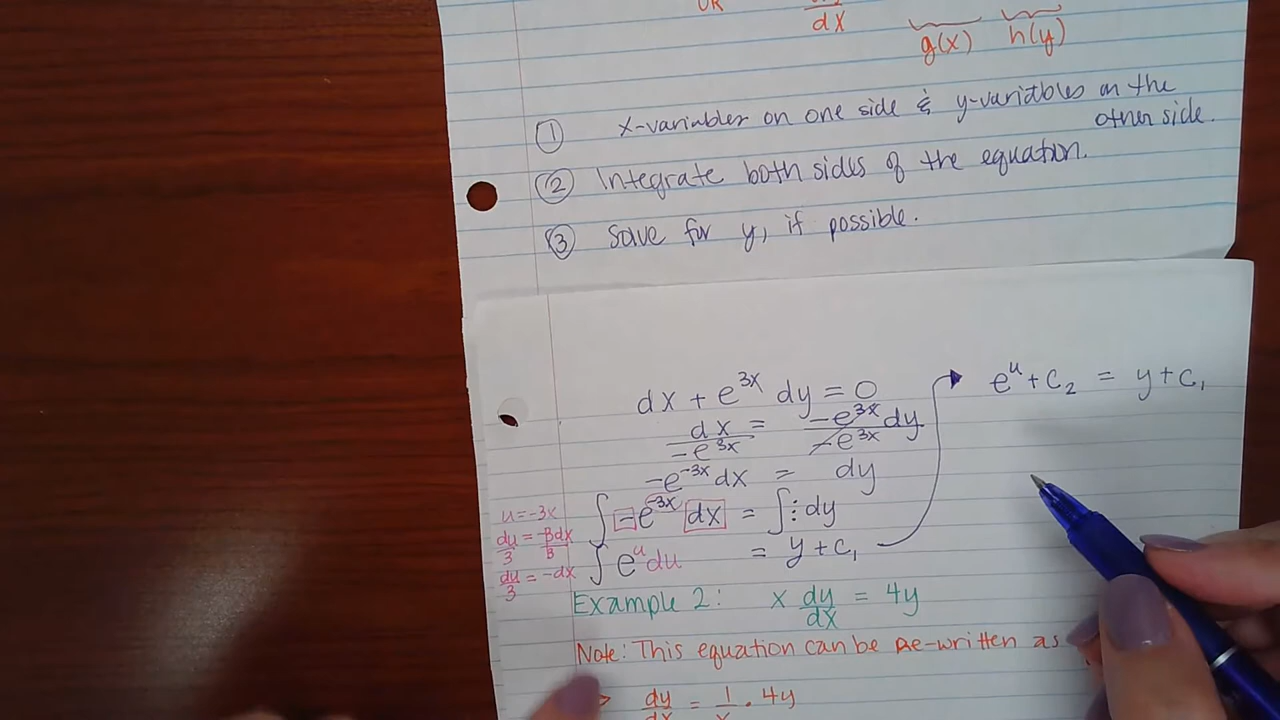 OR dy/dx g(x) h(y)
① x-variables on one side & y-variables on the
other side.
② Integrate both sides of the equation.
③ Solve for y, if possible.
dx + e^{3x} dy = 0
dx/-e^{3x} = -e^{3x}dy/-e^{3x}
-e^{-3x}dx = dy
∫ -e^{-3x} dx = ∫ dy
∫ e^u du = y + c₁
e^u + c₂ = y + c₁
u = -3x
du/3 = -3dx/3
du/3 = -dx
Example 2: x dy/dx = 4y
Note: This equation can be re-written as
dy/dx = 1/x · 4y